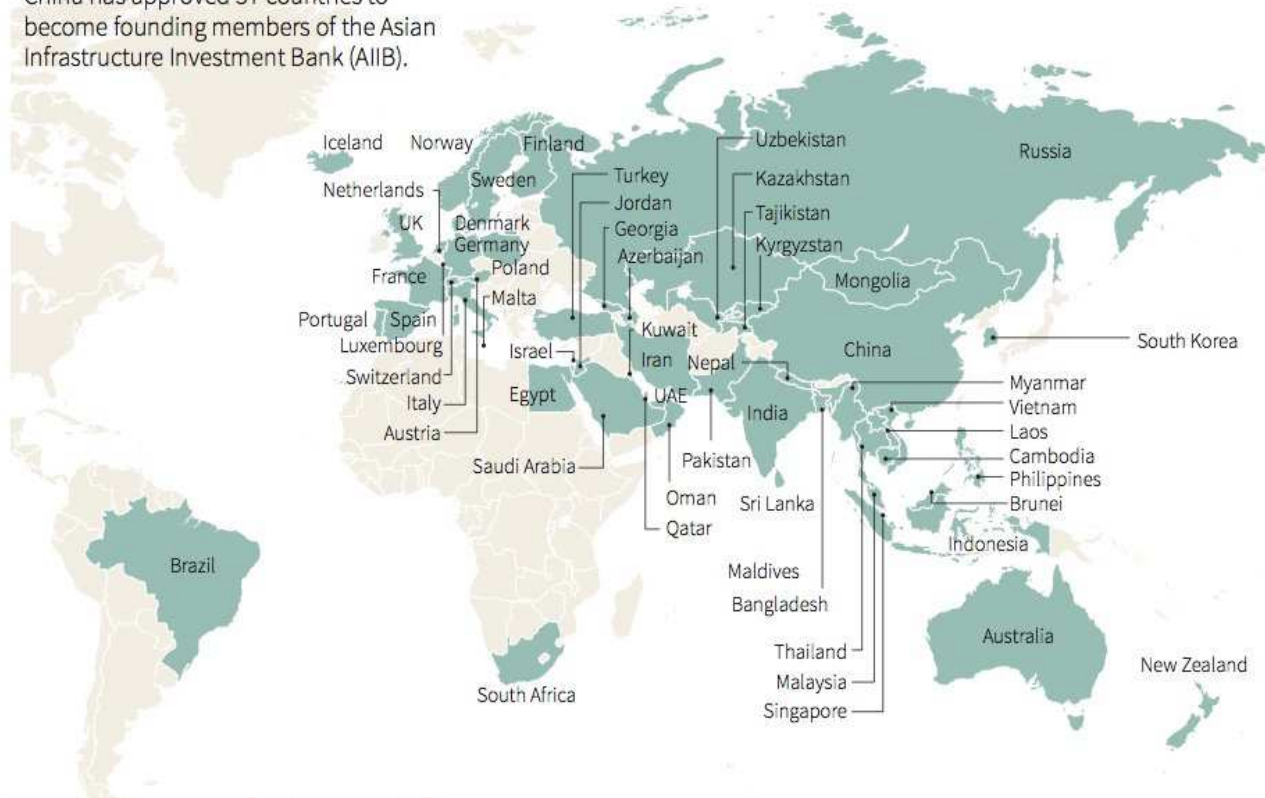 become founding members of the Asian
Infrastructure Investment Bank (AIIB).
Iceland
Norway
Finland
Uzbekistan
Russia
Netherlands
Sweden
Turkey
Kazakhstan
Jordan
Tajikistan
UK
Denmark
Georgia
Kyrgyzstan
Germany
Azerbaijan
France
Poland
Mongolia
Malta
Portugal
Spain
Kuwait
South Korea
Luxembourg
Israel
Iran
Nepal
China
Switzerland
Myanmar
Italy
Egypt
UAE
India
Vietnam
Austria
Laos
Saudi Arabia
Pakistan
Cambodia
Philippines
Oman
Sri Lanka
Brunei
Qatar
Indonesia
Brazil
Maldives
Bangladesh
Australia
Thailand
New Zealand
Malaysia
South Africa
Singapore